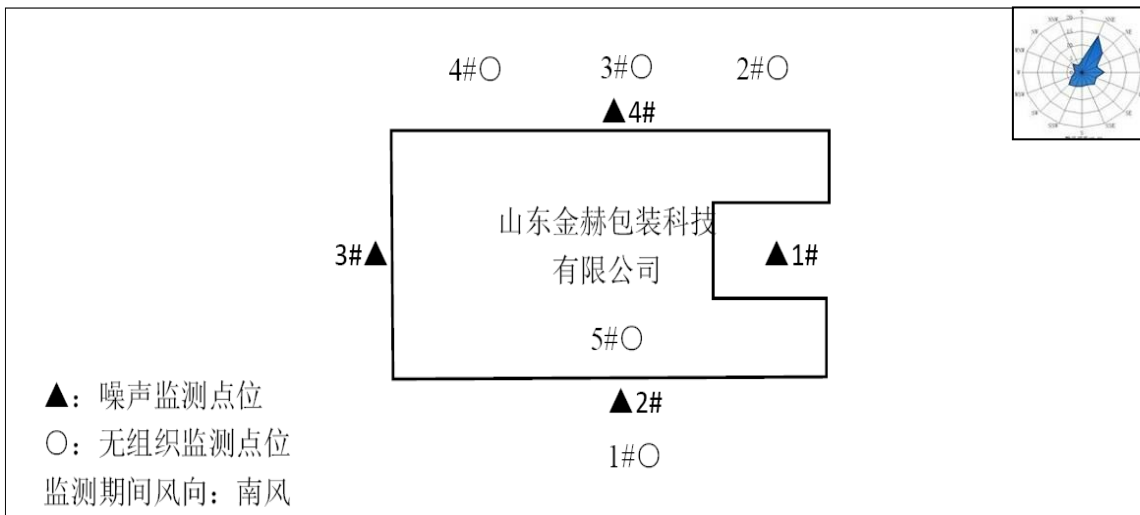 4#○ 3#○ 2#○
▲4#
山东金赫包装科技
有限公司
3#▲
▲1#
5#○
▲2#
1#○
▲：噪声监测点位
○：无组织监测点位
监测期间风向：南风